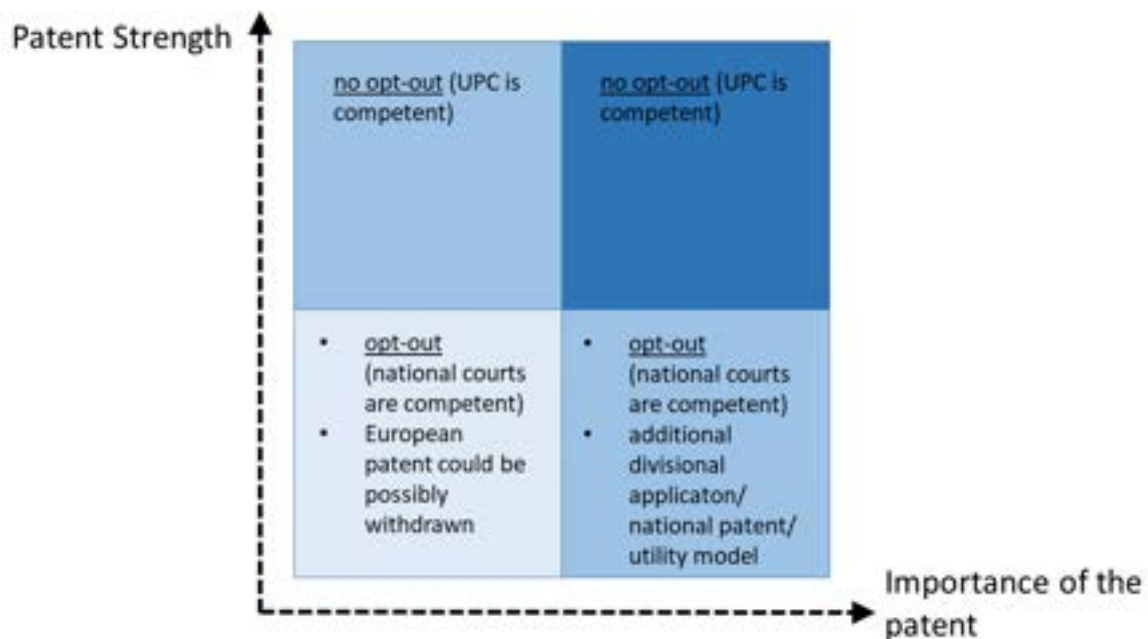 Patent Strength
no opt-out (UPC is
competent)
no opt-out (UPC is
competent)
• opt-out
(national courts
are competent)
• European
patent could be
possibly
withdrawn
• opt-out
(national courts
are competent)
• additional
divisional
applicaton/
national patent/
utility model
Importance of the
patent